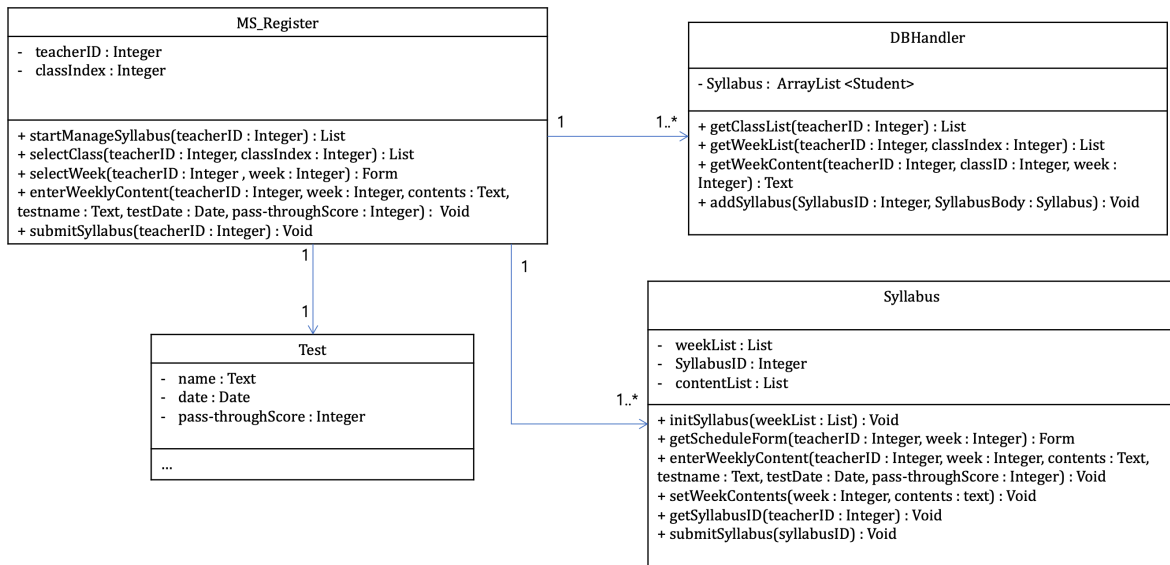 MS_Register
- teacherID : Integer
- classIndex : Integer
+ startManageSyllabus(teacherID : Integer) : List
+ selectClass(teacherID : Integer, classIndex : Integer) : List
+ selectWeek(teacherID : Integer , week : Integer) : Form
+ enterWeeklyContent(teacherID : Integer, week : Integer, contents : Text,
testname : Text, testDate : Date, pass-throughScore : Integer) : Void
+ submitSyllabus(teacherID : Integer) : Void
1
1..*
DBHandler
- Syllabus : ArrayList <Student>
+ getClassList(teacherID : Integer) : List
+ getWeekList(teacherID : Integer, classIndex : Integer) : List
+ getWeekContent(teacherID : Integer, classID : Integer, week :
Integer) : Text
+ addSyllabus(SyllabusID : Integer, SyllabusBody : Syllabus) : Void
1
1
Test
- name : Text
- date : Date
- pass-throughScore : Integer
...
1
1..*
Syllabus
- weekList : List
- SyllabusID : Integer
- contentList : List
+ initSyllabus(weekList : List) : Void
+ getScheduleForm(teacherID : Integer, week : Integer) : Form
+ enterWeeklyContent(teacherID : Integer, week : Integer, contents : Text,
testname : Text, testDate : Date, pass-throughScore : Integer) : Void
+ setWeekContents(week : Integer, contents : text) : Void
+ getSyllabusID(teacherID : Integer) : Void
+ submitSyllabus(syllabusID) : Void